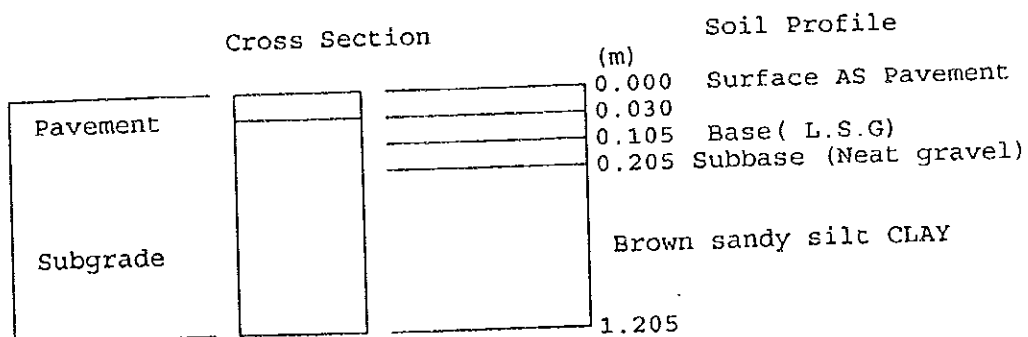 Cross Section
Soil Profile
(m)
0.000 Surface AS Pavement
Pavement
0.030
0.105 Base( L.S.G)
0.205 Subbase (Neat gravel)
Subgrade
Brown sandy silt CLAY
1.205